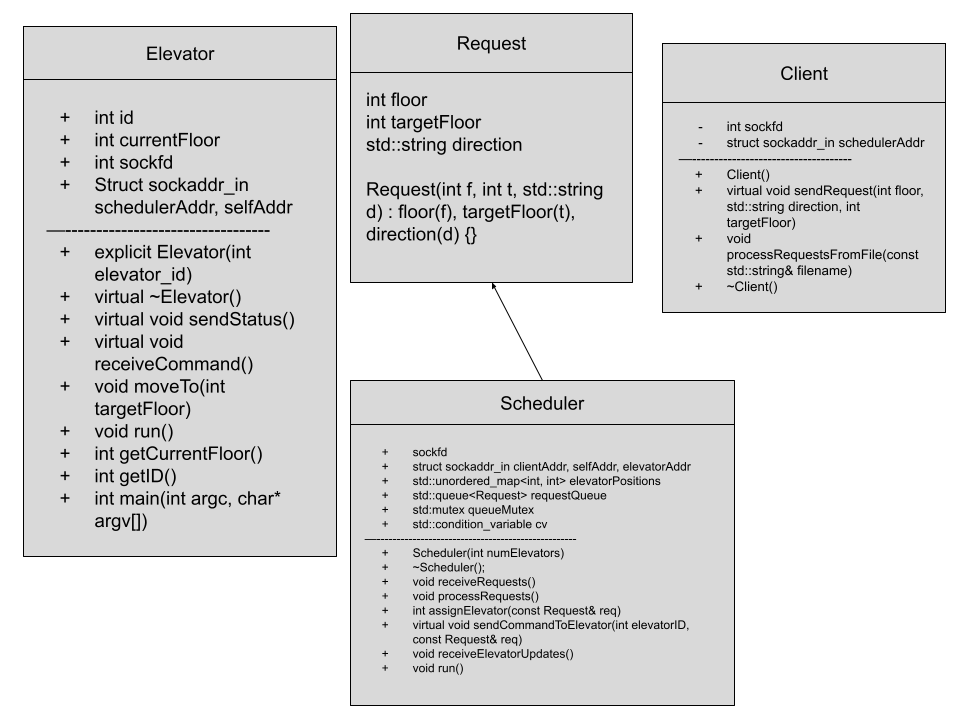 Elevator
+ int id
+ int currentFloor
+ int sockfd
+ Struct sockaddr_in
schedulerAddr, selfAddr
—---------------------------------
+ explicit Elevator(int
elevator_id)
+ virtual ~Elevator()
+ virtual void sendStatus()
+ virtual void
receiveCommand()
+ void moveTo(int
targetFloor)
+ void run()
+ int getCurrentFloor()
+ int getID()
+ int main(int argc, char*
argv[])
Request
int floor
int targetFloor
std::string direction
Request(int f, int t, std::string
d) : floor(f), targetFloor(t),
direction(d) {}
Client
- int sockfd
- struct sockaddr_in schedulerAddr
—---------------------------------------
+ Client()
+ virtual void sendRequest(int floor,
std::string direction, int
targetFloor)
+ void
processRequestsFromFile(const
std::string& filename)
+ ~Client()
Scheduler
+ sockfd
+ struct sockaddr_in clientAddr, selfAddr, elevatorAddr
+ std::unordered_map<int, int> elevatorPositions
+ std::queue<Request> requestQueue
+ std:mutex queueMutex
+ std::condition_variable cv
—------------------------------------------------
+ Scheduler(int numElevators)
+ ~Scheduler();
+ void receiveRequests()
+ void processRequests()
+ int assignElevator(const Request& req)
+ virtual void sendCommandToElevator(int elevatorID,
const Request& req)
+ void receiveElevatorUpdates()
+ void run()